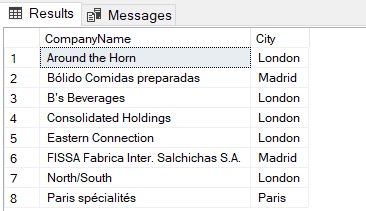 Results Messages
CompanyName City
1 Around the Horn London
2 Bólido Comidas preparadas Madrid
3 B's Beverages London
4 Consolidated Holdings London
5 Eastern Connection London
6 FISSA Fabrica Inter. Salchichas S.A. Madrid
7 North/South London
8 Paris spécialités Paris